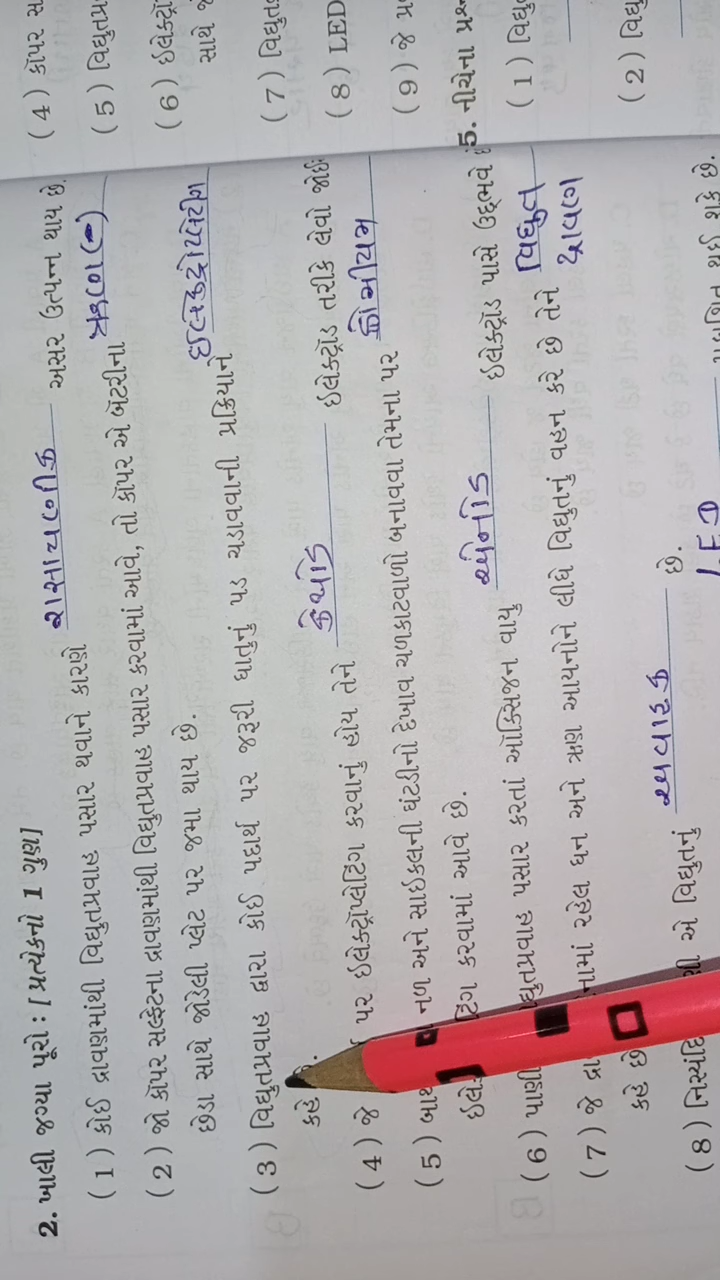 2. ખાલી જગ્યા પૂરો : [પ્રત્યેકનો 1 ગુણ]
(1) કોઈ દ્રાવણમાંથી વિદ્યુતપ્રવાહ પસાર થવાને કારણે રાસાયણીક અસર ઉત્પન્ન થાય છે.
(2) જો કૉપર સલ્ફેટના દ્રાવણમાંથી વિદ્યુતપ્રવાહ પસાર કરવામાં આવે, તો કૉપર એ બૅટરીના ઋણ(-)
છેડા સાથે જોડેલી પ્લેટ પર જમા થાય છે.
(3) વિદ્યુતપ્રવાહ દ્વારા કોઈ પદાર્થ પર જરૂરી ધાતુનું પડ ચડાવવાની પ્રક્રિયાને ઇલેક્ટ્રોપ્લેટીંગ
કહે છે.
(4) જે પર ઇલેક્ટ્રૉપ્લેટિંગ કરવાનું હોય તેને કેથોડ ઇલેક્ટ્રૉડ તરીકે લેવો જોઈ
(5) નળ અને સાઇકલની ઘંટડીનો દેખાવ ચળકાટવાળો બનાવવા તેમના પર ક્રોમીયમ
કરવામાં આવે છે.
(6) પાણી પસાર કરતાં ઑક્સિજન વાયુ એનોડ ઇલેક્ટ્રૉડ પાસે ઉદ્ભવે
(7) જે રહેલ ધન અને ઋણ આયનોને લીધે વિદ્યુતનું વહન કરે છે તેને વિદ્યુત દ્રાવણ
કહે છે
(8) એ વિદ્યુતનું અવાહક છે.
LED થઈ શકે છે.
(4) કૉપર
(5)
(6)
સાથે
(7)
(8) LED
(9) જે
5. નીચેના
(1)
(2)